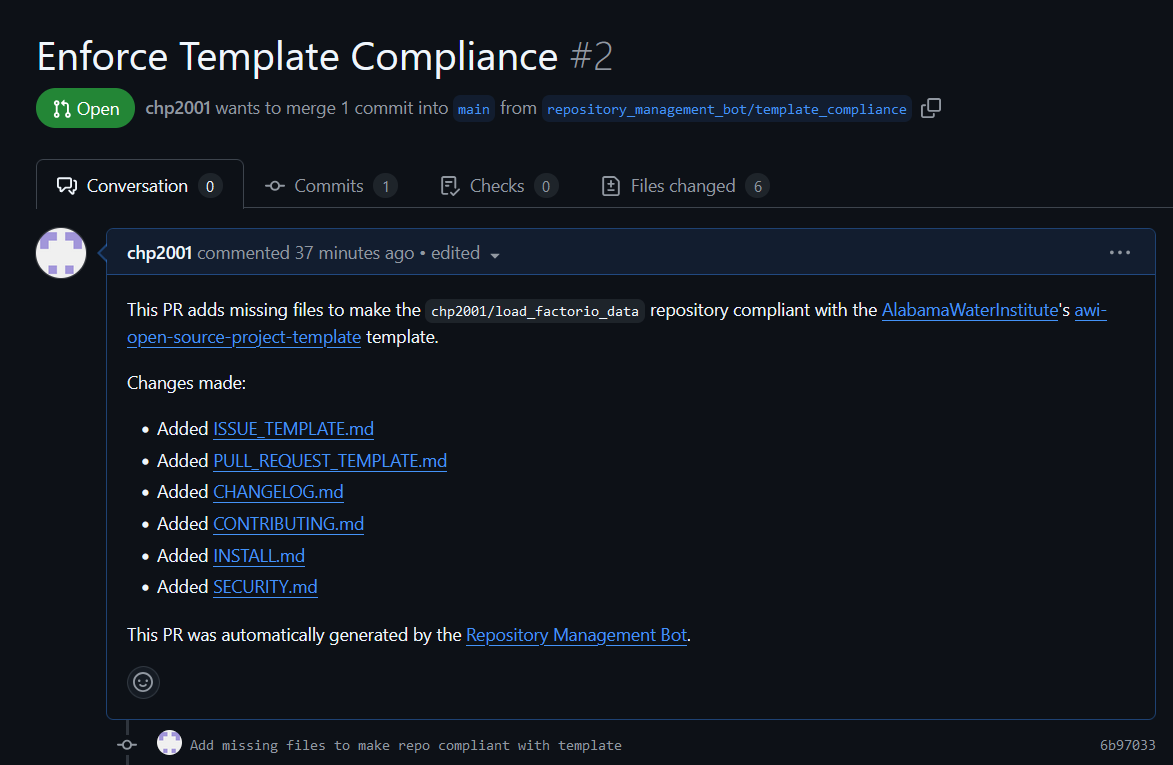 Enforce Template Compliance #2
Open chp2001 wants to merge 1 commit into main from repository_management_bot/template_compliance
Conversation 0 Commits 1 Checks 0 Files changed 6
chp2001 commented 37 minutes ago • edited
This PR adds missing files to make the chp2001/load_factorio_data repository compliant with the AlabamaWaterInstitute's awi-
open-source-project-template template.
Changes made:
• Added ISSUE_TEMPLATE.md
• Added PULL_REQUEST_TEMPLATE.md
• Added CHANGELOG.md
• Added CONTRIBUTING.md
• Added INSTALL.md
• Added SECURITY.md
This PR was automatically generated by the Repository Management Bot.
Add missing files to make repo compliant with template 6b97033